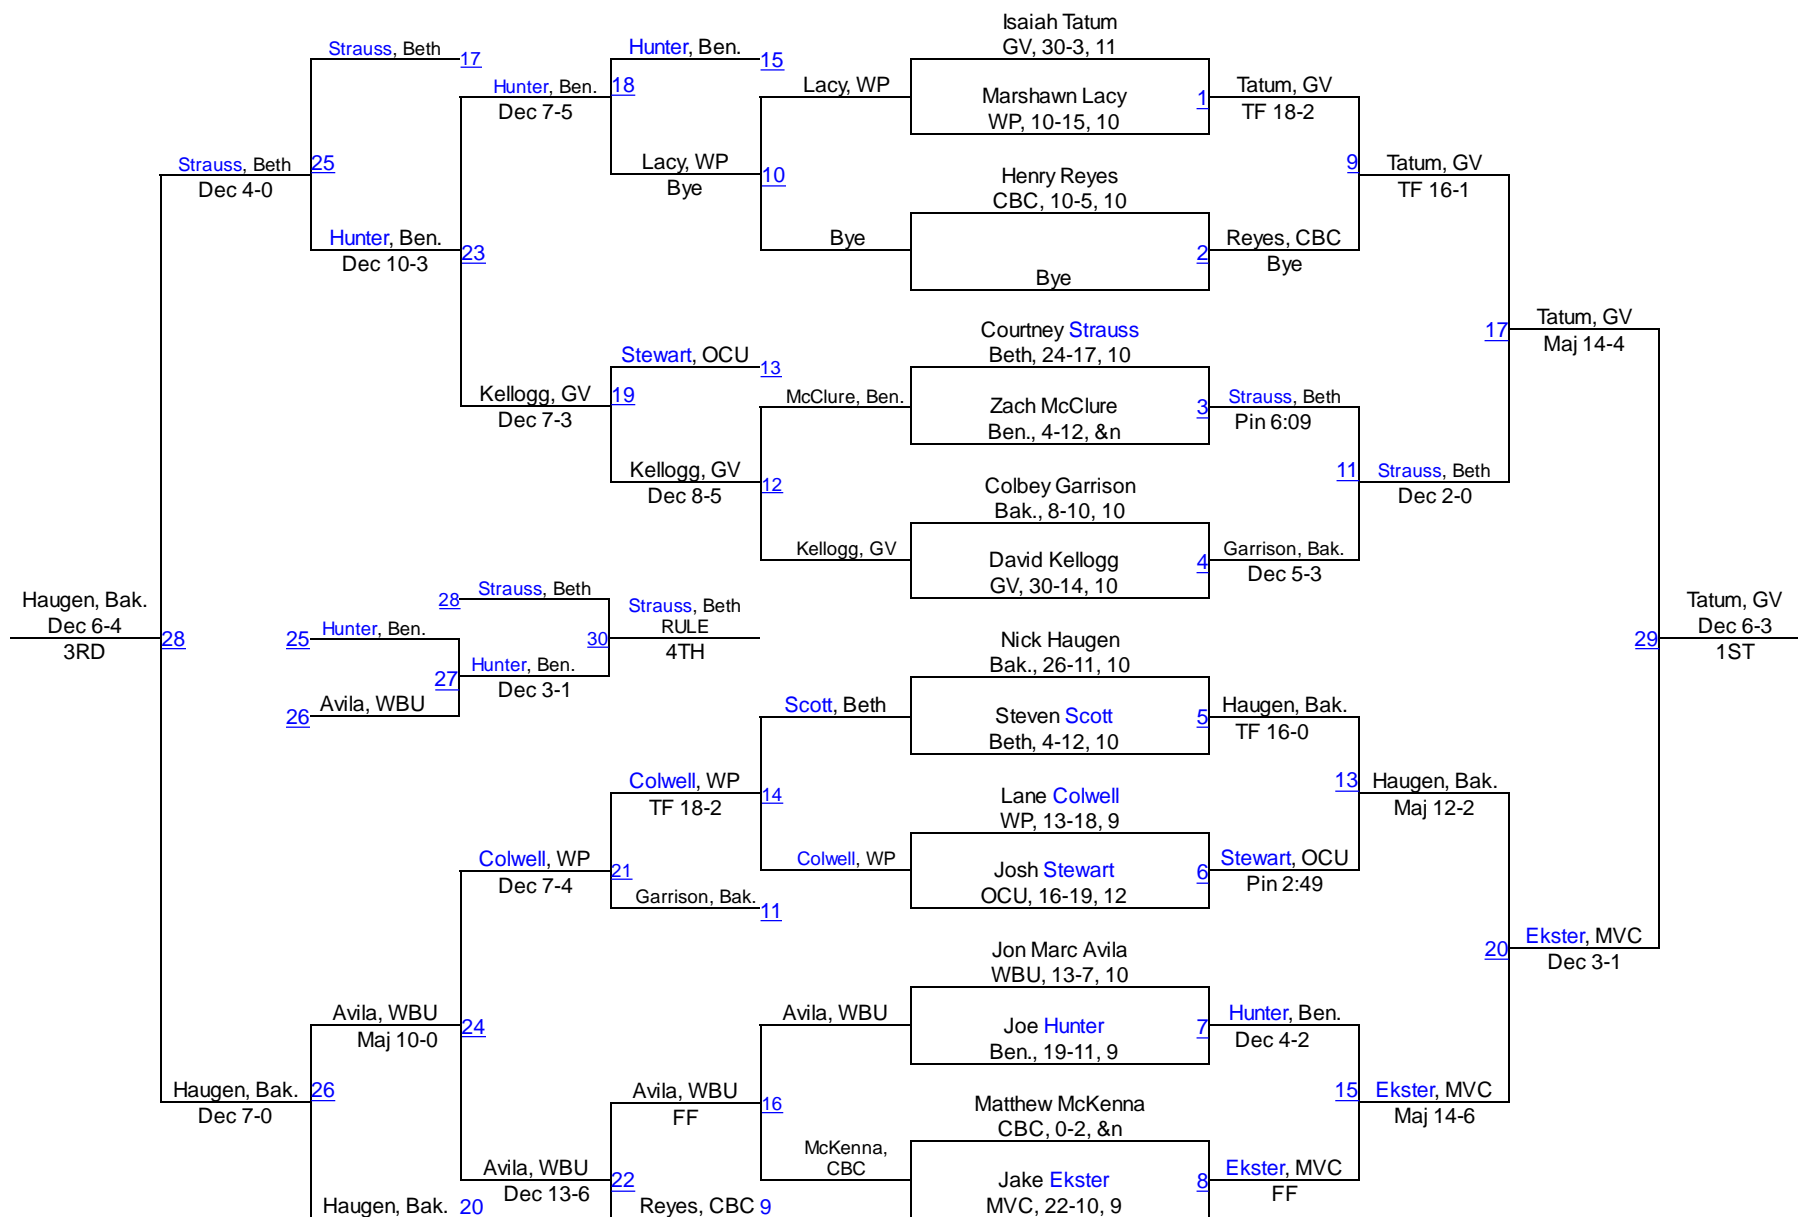 Isaiah Tatum
GV, 30-3, 11
Strauss, Beth
17
Hunter, Ben.
15
Hunter, Ben.
18
Dec 7-5
Lacy, WP
Marshawn Lacy
WP, 10-15, 10
1
Tatum, GV
TF 18-2
Strauss, Beth
25
Dec 4-0
Lacy, WP
10
Bye
Henry Reyes
CBC, 10-5, 10
9
Tatum, GV
TF 16-1
Hunter, Ben.
23
Dec 10-3
Bye
Bye
2
Reyes, CBC
Bye
Courtney Strauss
Beth, 24-17, 10
17
Tatum, GV
Maj 14-4
Stewart, OCU
13
Kellogg, GV
19
Dec 7-3
McClure, Ben.
Zach McClure
Ben., 4-12, &n
3
Strauss, Beth
Pin 6:09
Kellogg, GV
12
Dec 8-5
Colbey Garrison
Bak., 8-10, 10
11
Strauss, Beth
Dec 2-0
Kellogg, GV
David Kellogg
GV, 30-14, 10
4
Garrison, Bak.
Dec 5-3
Haugen, Bak.
Dec 6-4
28
3RD
28
Strauss, Beth
25
Hunter, Ben.
27
Hunter, Ben.
Dec 3-1
26
Avila, WBU
30
Strauss, Beth
RULE
4TH
Nick Haugen
Bak., 26-11, 10
29
Tatum, GV
Dec 6-3
1ST
Scott, Beth
Steven Scott
Beth, 4-12, 10
5
Haugen, Bak.
TF 16-0
Colwell, WP
14
TF 18-2
Lane Colwell
WP, 13-18, 9
13
Haugen, Bak.
Maj 12-2
Colwell, WP
21
Dec 7-4
Colwell, WP
Josh Stewart
OCU, 16-19, 12
6
Stewart, OCU
Pin 2:49
Garrison, Bak.
11
Jon Marc Avila
WBU, 13-7, 10
20
Ekster, MVC
Dec 3-1
Avila, WBU
24
Maj 10-0
Avila, WBU
Joe Hunter
Ben., 19-11, 9
7
Hunter, Ben.
Dec 4-2
Haugen, Bak.
26
Dec 7-0
Avila, WBU
16
FF
Matthew McKenna
CBC, 0-2, &n
15
Ekster, MVC
Maj 14-6
McKenna,
CBC
Avila, WBU
22
Dec 13-6
Jake Ekster
MVC, 22-10, 9
8
Ekster, MVC
FF
Haugen, Bak.
20
Reyes, CBC
9